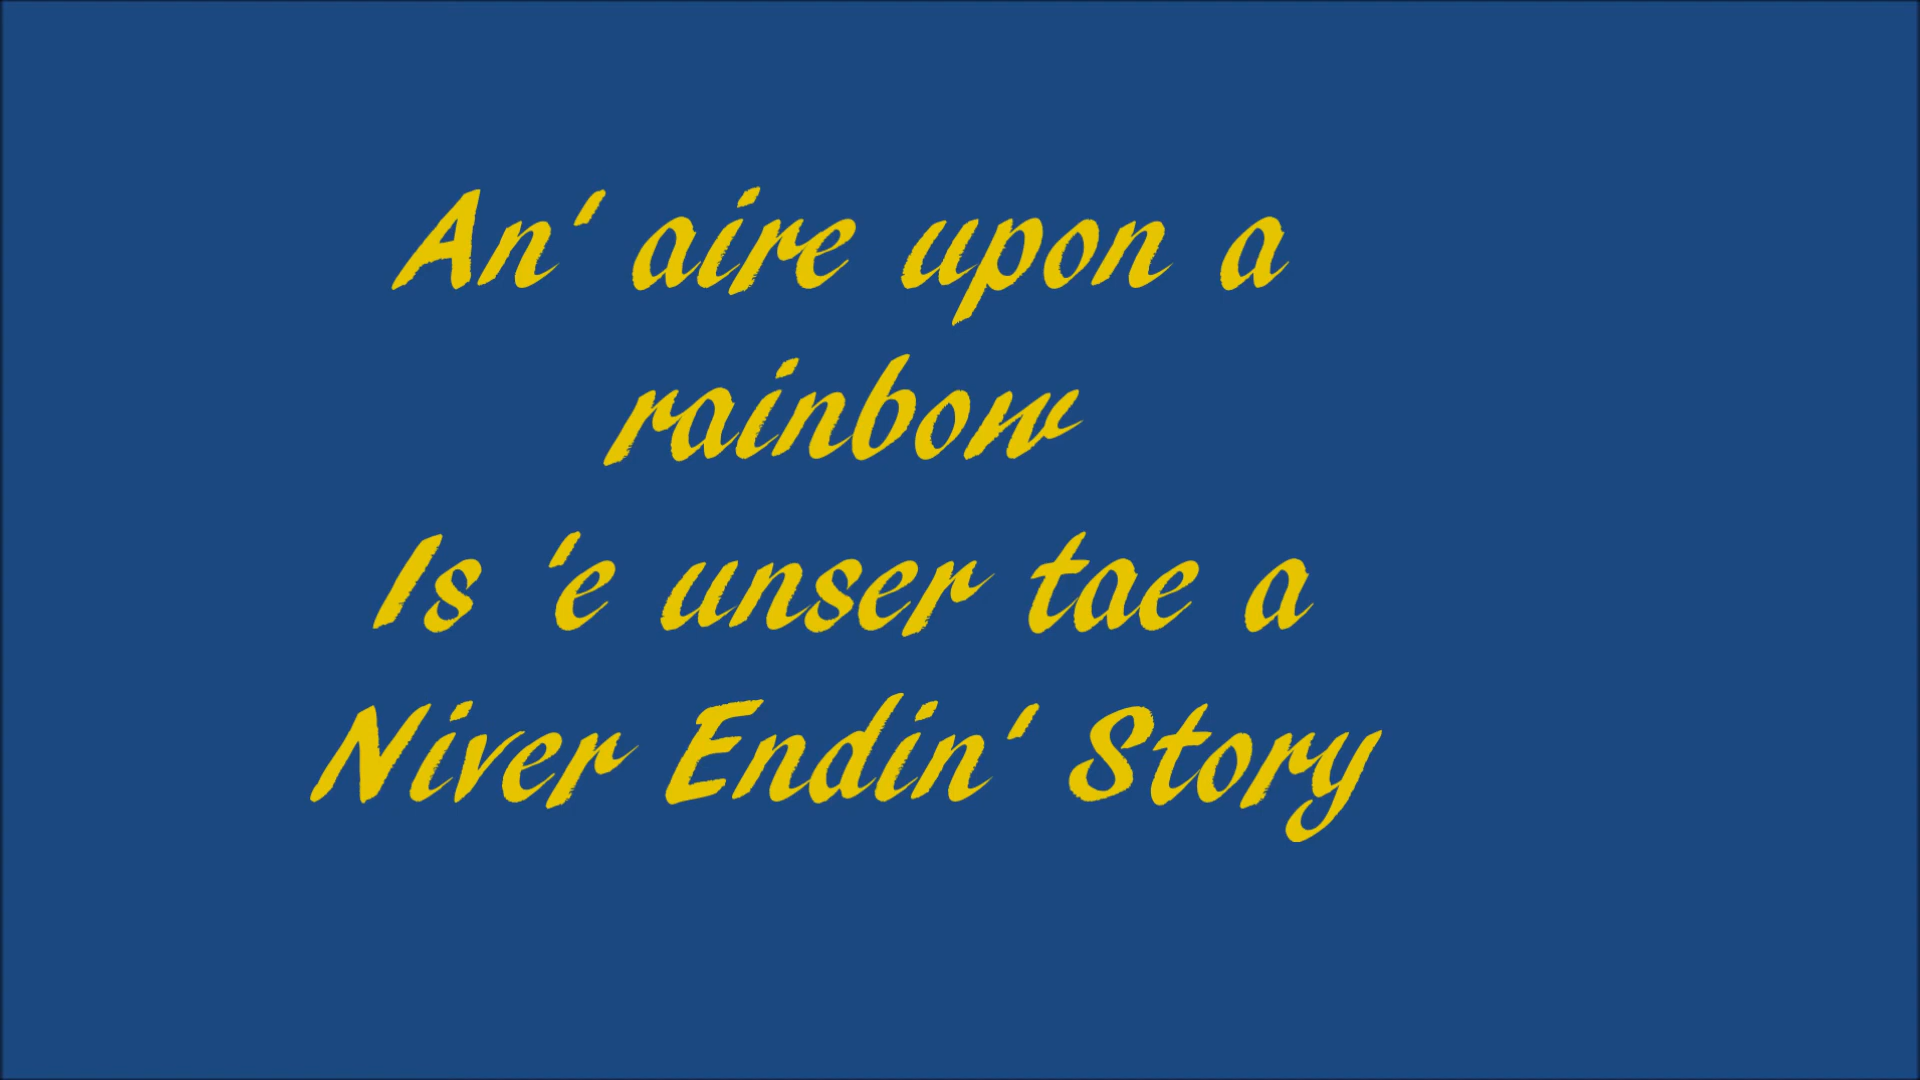 An' aire upon a
rainbow
Is 'e unser tae a
Niver Endin' Story